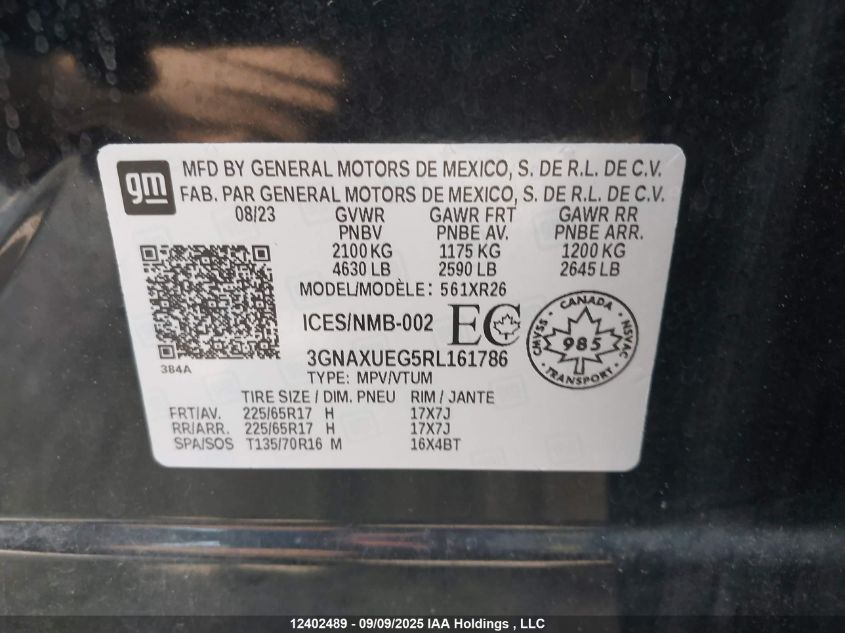 gm
MFD BY GENERAL MOTORS DE MEXICO, S. DE R.L. DE C.V.
FAB. PAR GENERAL MOTORS DE MEXICO, S. DE R.L. DE C.V.
08/23 GVWR GAWR FRT GAWR RR
PNBV PNBE AV. PNBE ARR.
2100 KG 1175 KG 1200 KG
4630 LB 2590 LB 2645 LB
MODEL/MODÈLE: 561XR26
ICES/NMB-002 EC
CANADA
CMVSS 985 NSVAC
TRANSPORT
3GNAXUEG5RL161786
384A
TYPE: MPV/VTUM
TIRE SIZE / DIM. PNEU RIM / JANTE
FRT/AV. 225/65R17 H 17X7J
RR/ARR. 225/65R17 H 17X7J
SPA/SOS T135/70R16 M 16X4BT
12402489 - 09/09/2025 IAA Holdings , LLC